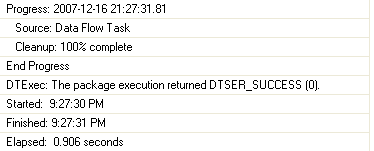 Progress: 2007-12-16 21:27:31.81
Source: Data Flow Task
Cleanup: 100% complete
End Progress
DTExec: The package execution returned DTSER_SUCCESS (0).
Started:  9:27:30 PM
Finished: 9:27:31 PM
Elapsed:  0.906 seconds